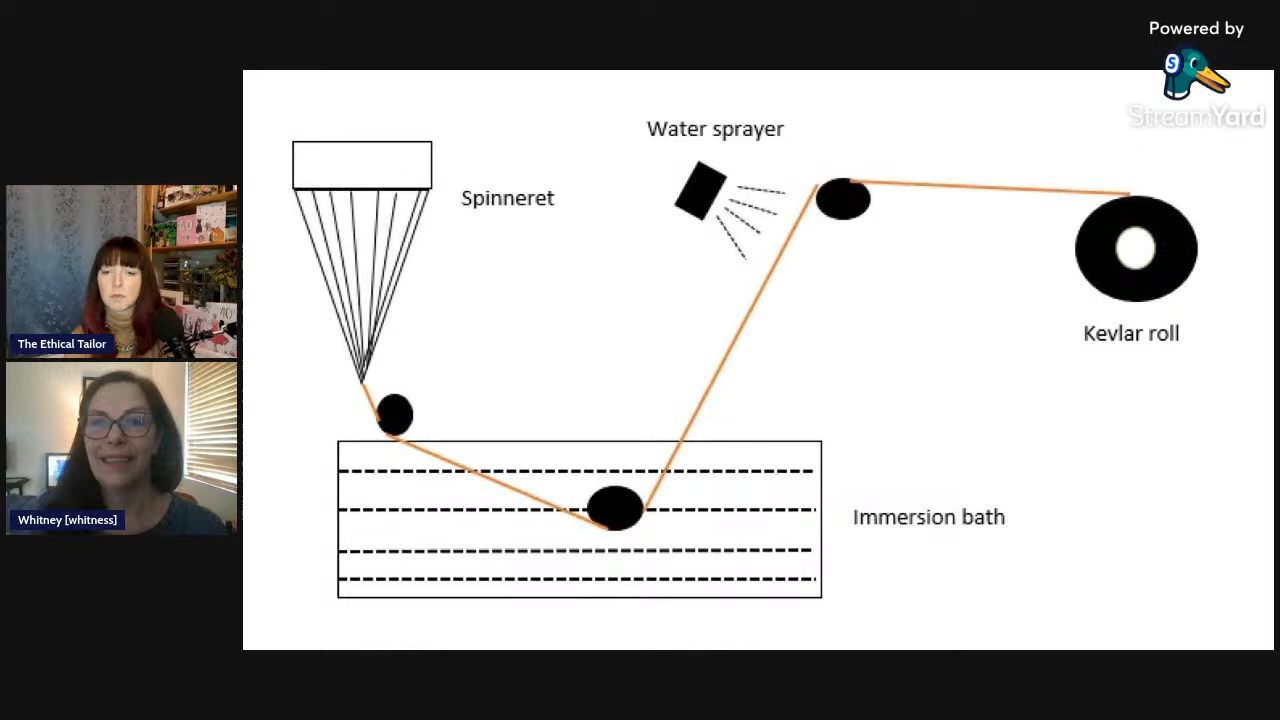 Powered by
StreamYard
Water sprayer
Spinneret
Kevlar roll
Immersion bath
The Ethical Tailor
Whitney [whitness]